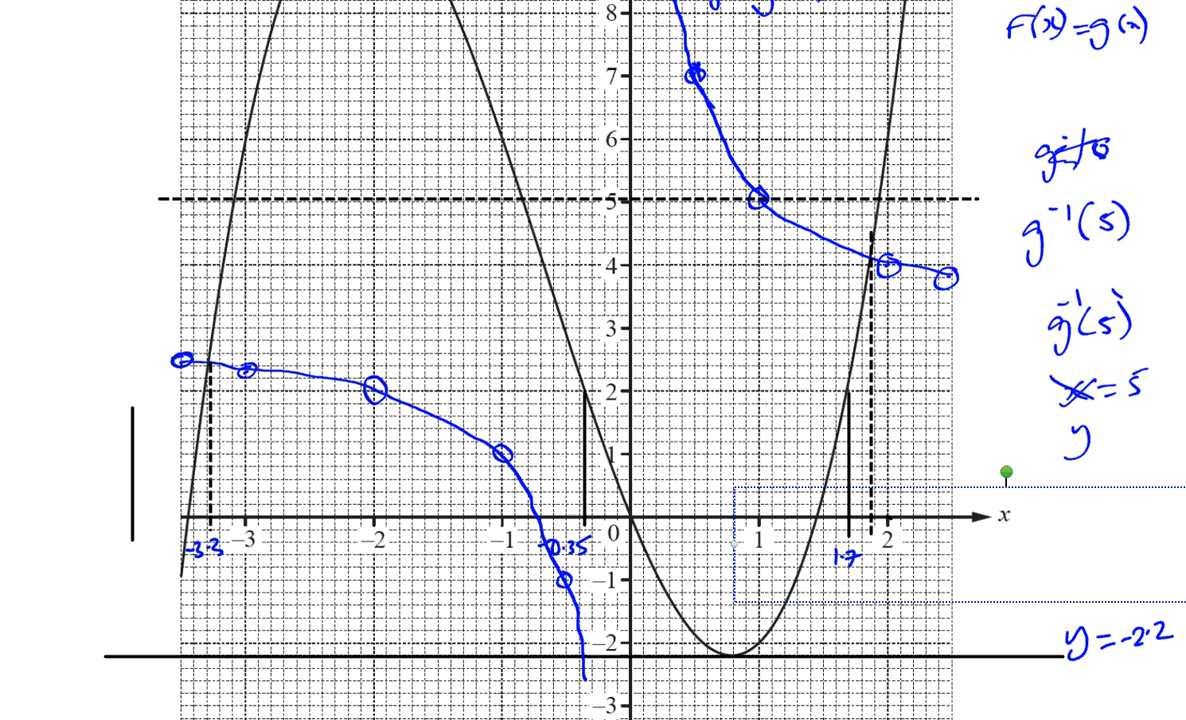 8
F(x)=g(x)
7
6
g^{-1}(5)
5
4
g^{-1}(5)
3
x = 5
2
y
1
x
-3 -2 -1 0 1 2
-3.3 -0.35 1.7
-1
-2
y = -2.2
-3